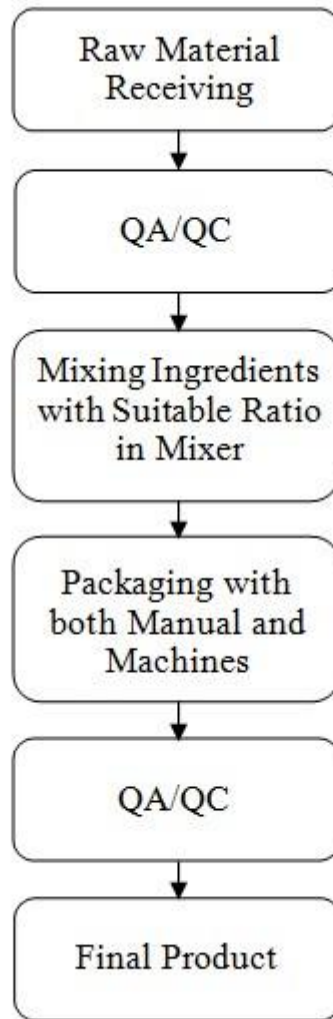 Raw Material
Receiving
QA/QC
Mixing Ingredients
with Suitable Ratio
in Mixer
Packaging with
both Manual and
Machines
QA/QC
Final Product